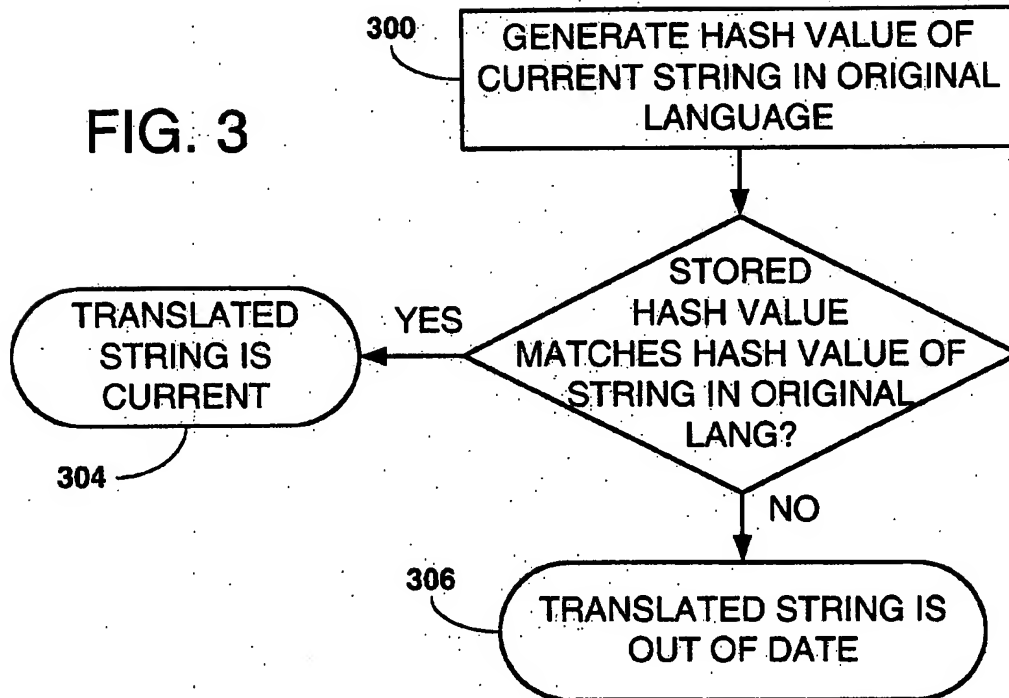 300
GENERATE HASH VALUE OF
CURRENT STRING IN ORIGINAL
LANGUAGE
FIG. 3
STORED
HASH VALUE
MATCHES HASH VALUE OF
STRING IN ORIGINAL
LANG?
YES
TRANSLATED
STRING IS
CURRENT
304
NO
306
TRANSLATED STRING IS
OUT OF DATE